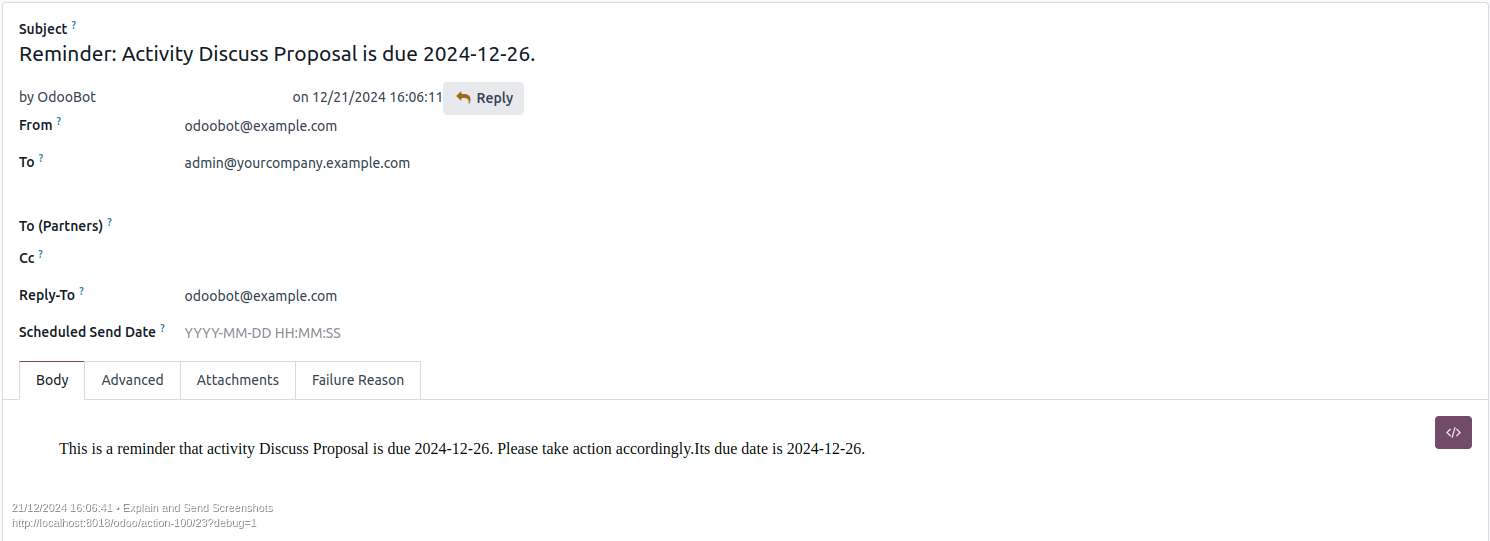 Subject ?
Reminder: Activity Discuss Proposal is due 2024-12-26.
by OdooBot on 12/21/2024 16:06:11 Reply
From ? odoobot@example.com
To ? admin@yourcompany.example.com
To (Partners) ?
Cc ?
Reply-To ? odoobot@example.com
Scheduled Send Date ? YYYY-MM-DD HH:MM:SS
Body Advanced Attachments Failure Reason
</>
This is a reminder that activity Discuss Proposal is due 2024-12-26. Please take action accordingly.Its due date is 2024-12-26.
21/12/2024 16:06:41 • Explain and Send Screenshots
http://localhost:8018/odoo/action-100/23?debug=1